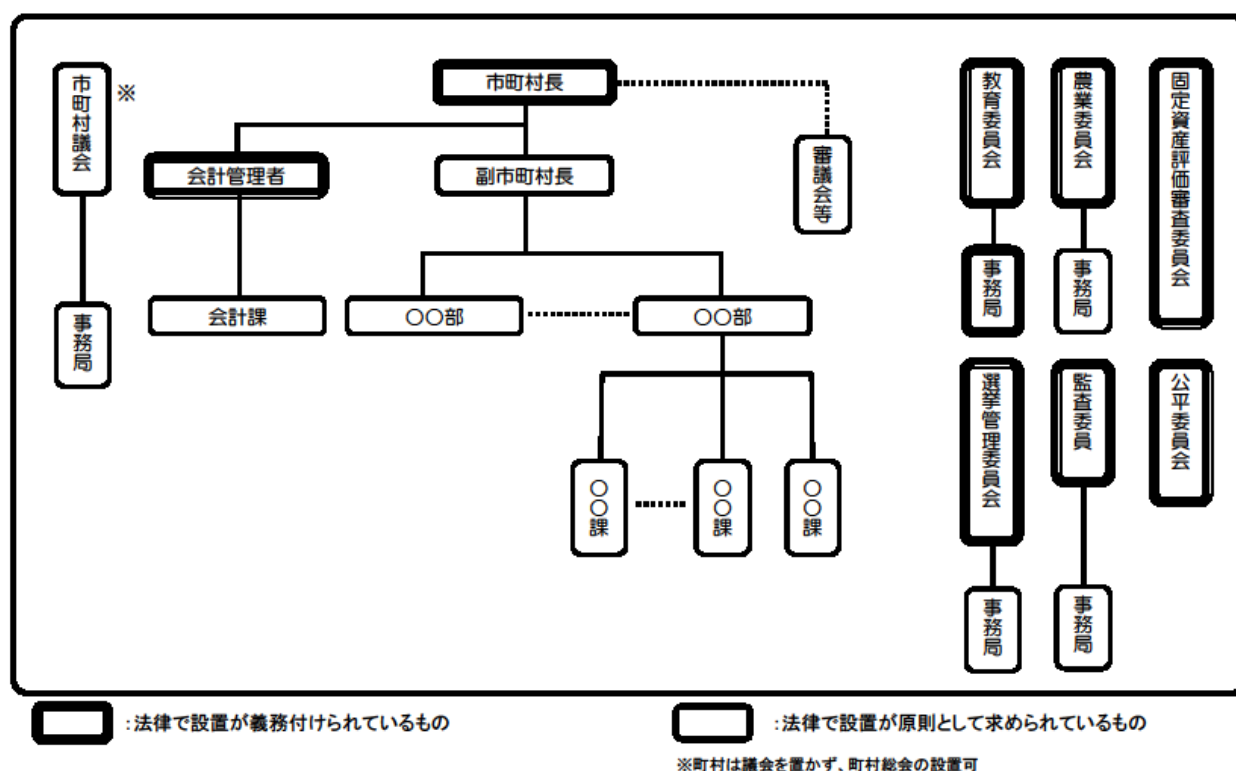 市町村議会
※
事務局
市町村長
会計管理者
副市町村長
審議会等
会計課
〇〇部
〇〇部
〇〇課
〇〇課
〇〇課
教育委員会
事務局
農業委員会
事務局
固定資産評価審査委員会
選挙管理委員会
事務局
監査委員
事務局
公平委員会
:法律で設置が義務付けられているもの
:法律で設置が原則として求められているもの
※町村は議会を置かず、町村総会の設置可